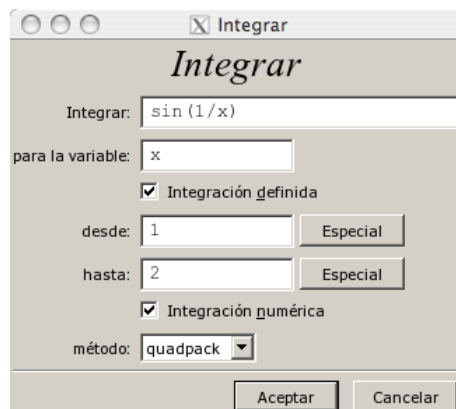 Integrar
Integrar
Integrar: sin(1/x)
para la variable: x
Integración definida
desde: 1 Especial
hasta: 2 Especial
Integración numérica
método: quadpack
Aceptar Cancelar